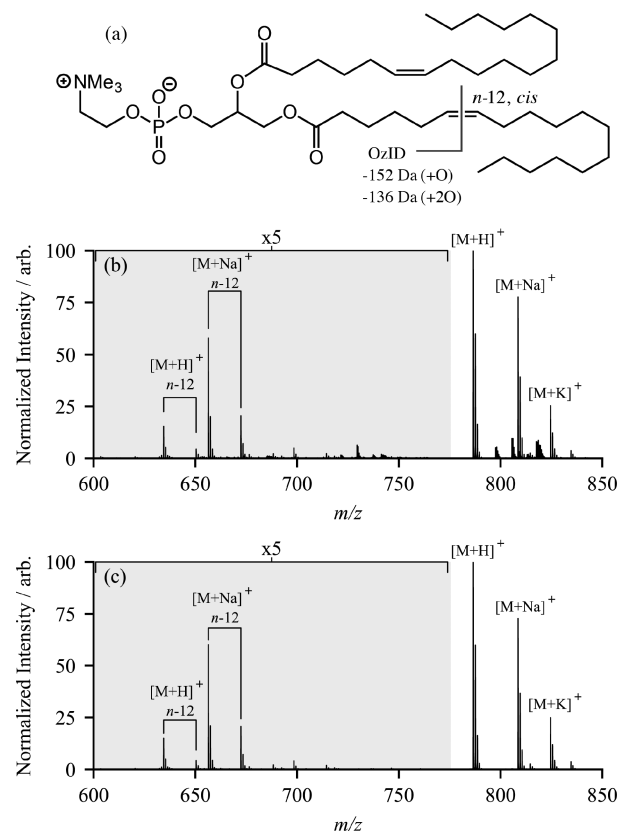 (a)
O
NMe₃ ⊕
O ⊖
O
O
P
O
O
O
O
n-12, cis
OzID
-152 Da (+O)
-136 Da (+2O)
(b)
x5
[M+H]⁺
[M+Na]⁺
[M+K]⁺
[M+Na]⁺
n-12
[M+H]⁺
n-12
Normalized Intensity / arb.
100
75
50
25
0
600 650 700 750 800 850
m/z
(c)
x5
[M+H]⁺
[M+Na]⁺
[M+K]⁺
[M+Na]⁺
n-12
[M+H]⁺
n-12
Normalized Intensity / arb.
100
75
50
25
0
600 650 700 750 800 850
m/z